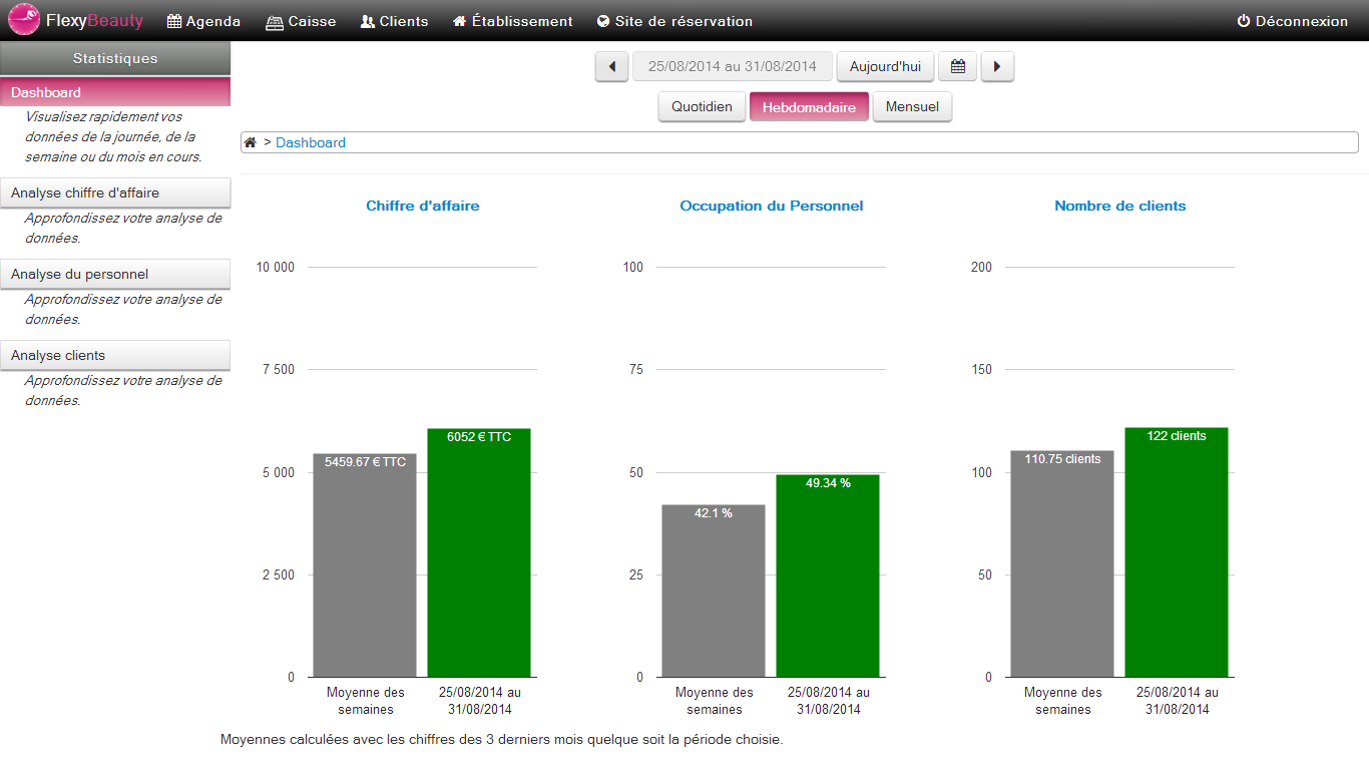 FlexyBeauty Agenda Caisse Clients Établissement Site de réservation Déconnexion
Statistiques
Dashboard
Visualisez rapidement vos
données de la journée, de la
semaine ou du mois en cours.
Analyse chiffre d'affaire
Approfondissez votre analyse de
données.
Analyse du personnel
Approfondissez votre analyse de
données.
Analyse clients
Approfondissez votre analyse de
données.
25/08/2014 au 31/08/2014 Aujourd'hui
Quotidien Hebdomadaire Mensuel
> Dashboard
Chiffre d'affaire
10 000
7 500
5 000
2 500
0
5459.67 € TTC
6052 € TTC
Moyenne des
semaines
25/08/2014 au
31/08/2014
Occupation du Personnel
100
75
50
25
0
42.1 %
49.34 %
Moyenne des
semaines
25/08/2014 au
31/08/2014
Nombre de clients
200
150
100
50
0
110.75 clients
122 clients
Moyenne des
semaines
25/08/2014 au
31/08/2014
Moyennes calculées avec les chiffres des 3 derniers mois quelque soit la période choisie.